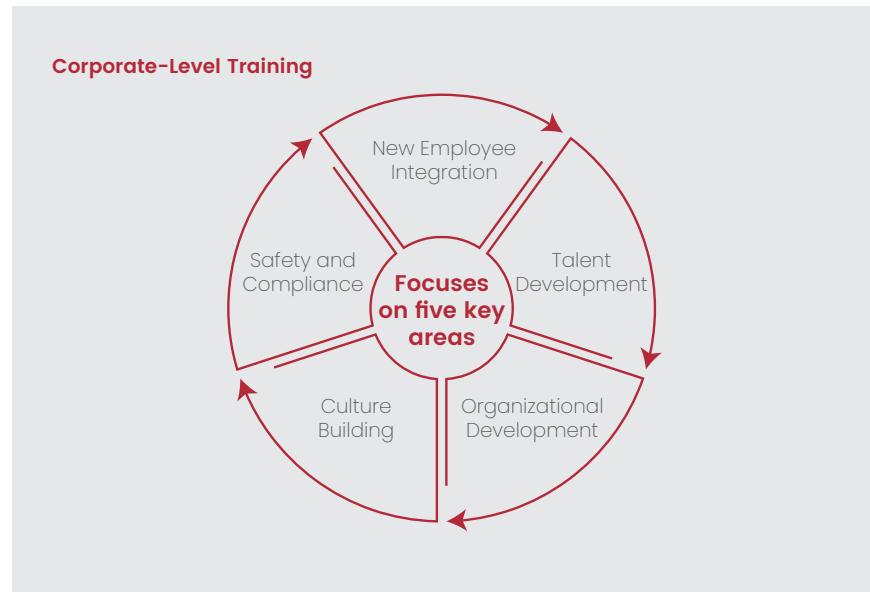 Corporate-Level Training
New Employee
Integration
Talent
Development
Organizational
Development
Culture
Building
Safety and
Compliance
Focuses
on five key
areas